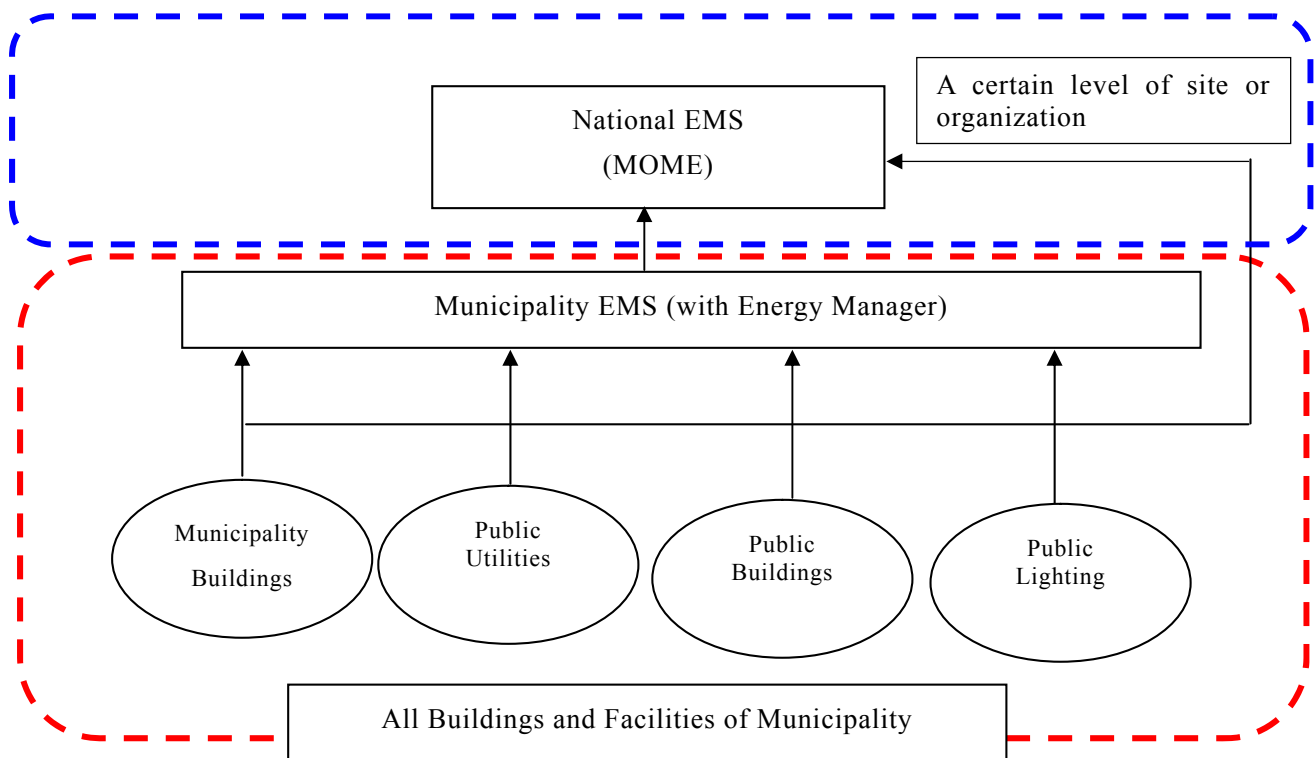 A certain level of site or
organization
National EMS
(MOME)
Municipality EMS (with Energy Manager)
Municipality
Buildings
Public
Utilities
Public
Buildings
Public
Lighting
All Buildings and Facilities of Municipality